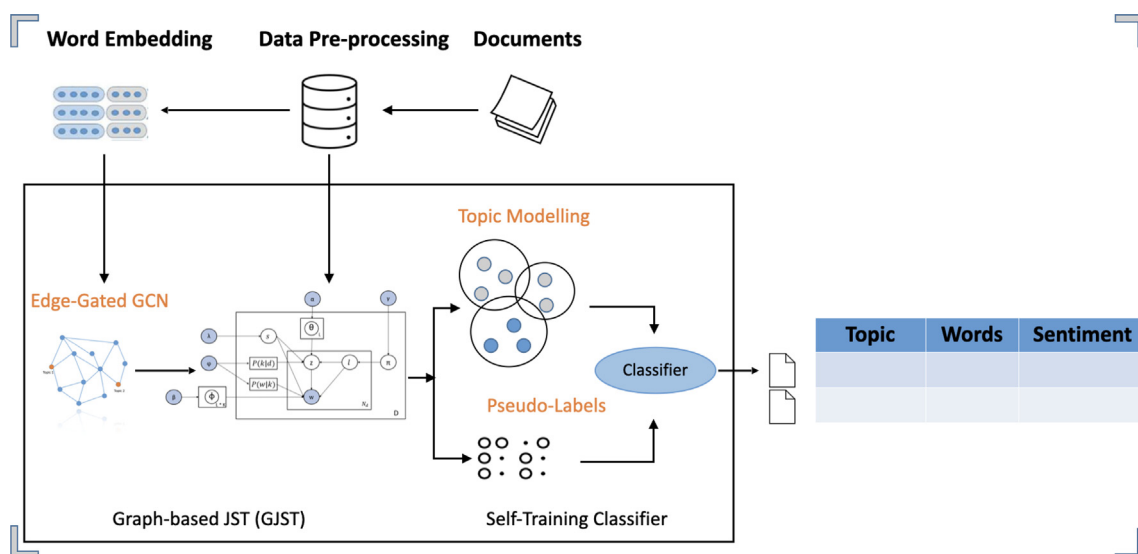 Word Embedding
Data Pre-processing
Documents
Topic Modelling
Edge-Gated GCN
α
γ
θ
λ
s
φ
P(k|d)
z
l
π
P(w|k)
β
Φ
w
N_d
D
Classifier
Pseudo-Labels
Topic Words Sentiment
Graph-based JST (GJST)
Self-Training Classifier